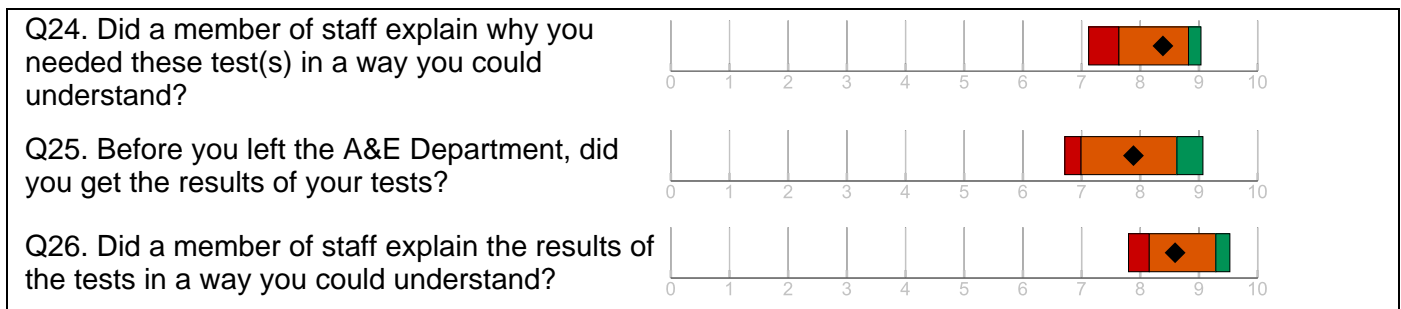 Q24. Did a member of staff explain why you
needed these test(s) in a way you could
understand?
0 1 2 3 4 5 6 7 8 9 10
Q25. Before you left the A&E Department, did
you get the results of your tests?
0 1 2 3 4 5 6 7 8 9 10
Q26. Did a member of staff explain the results of
the tests in a way you could understand?
0 1 2 3 4 5 6 7 8 9 10